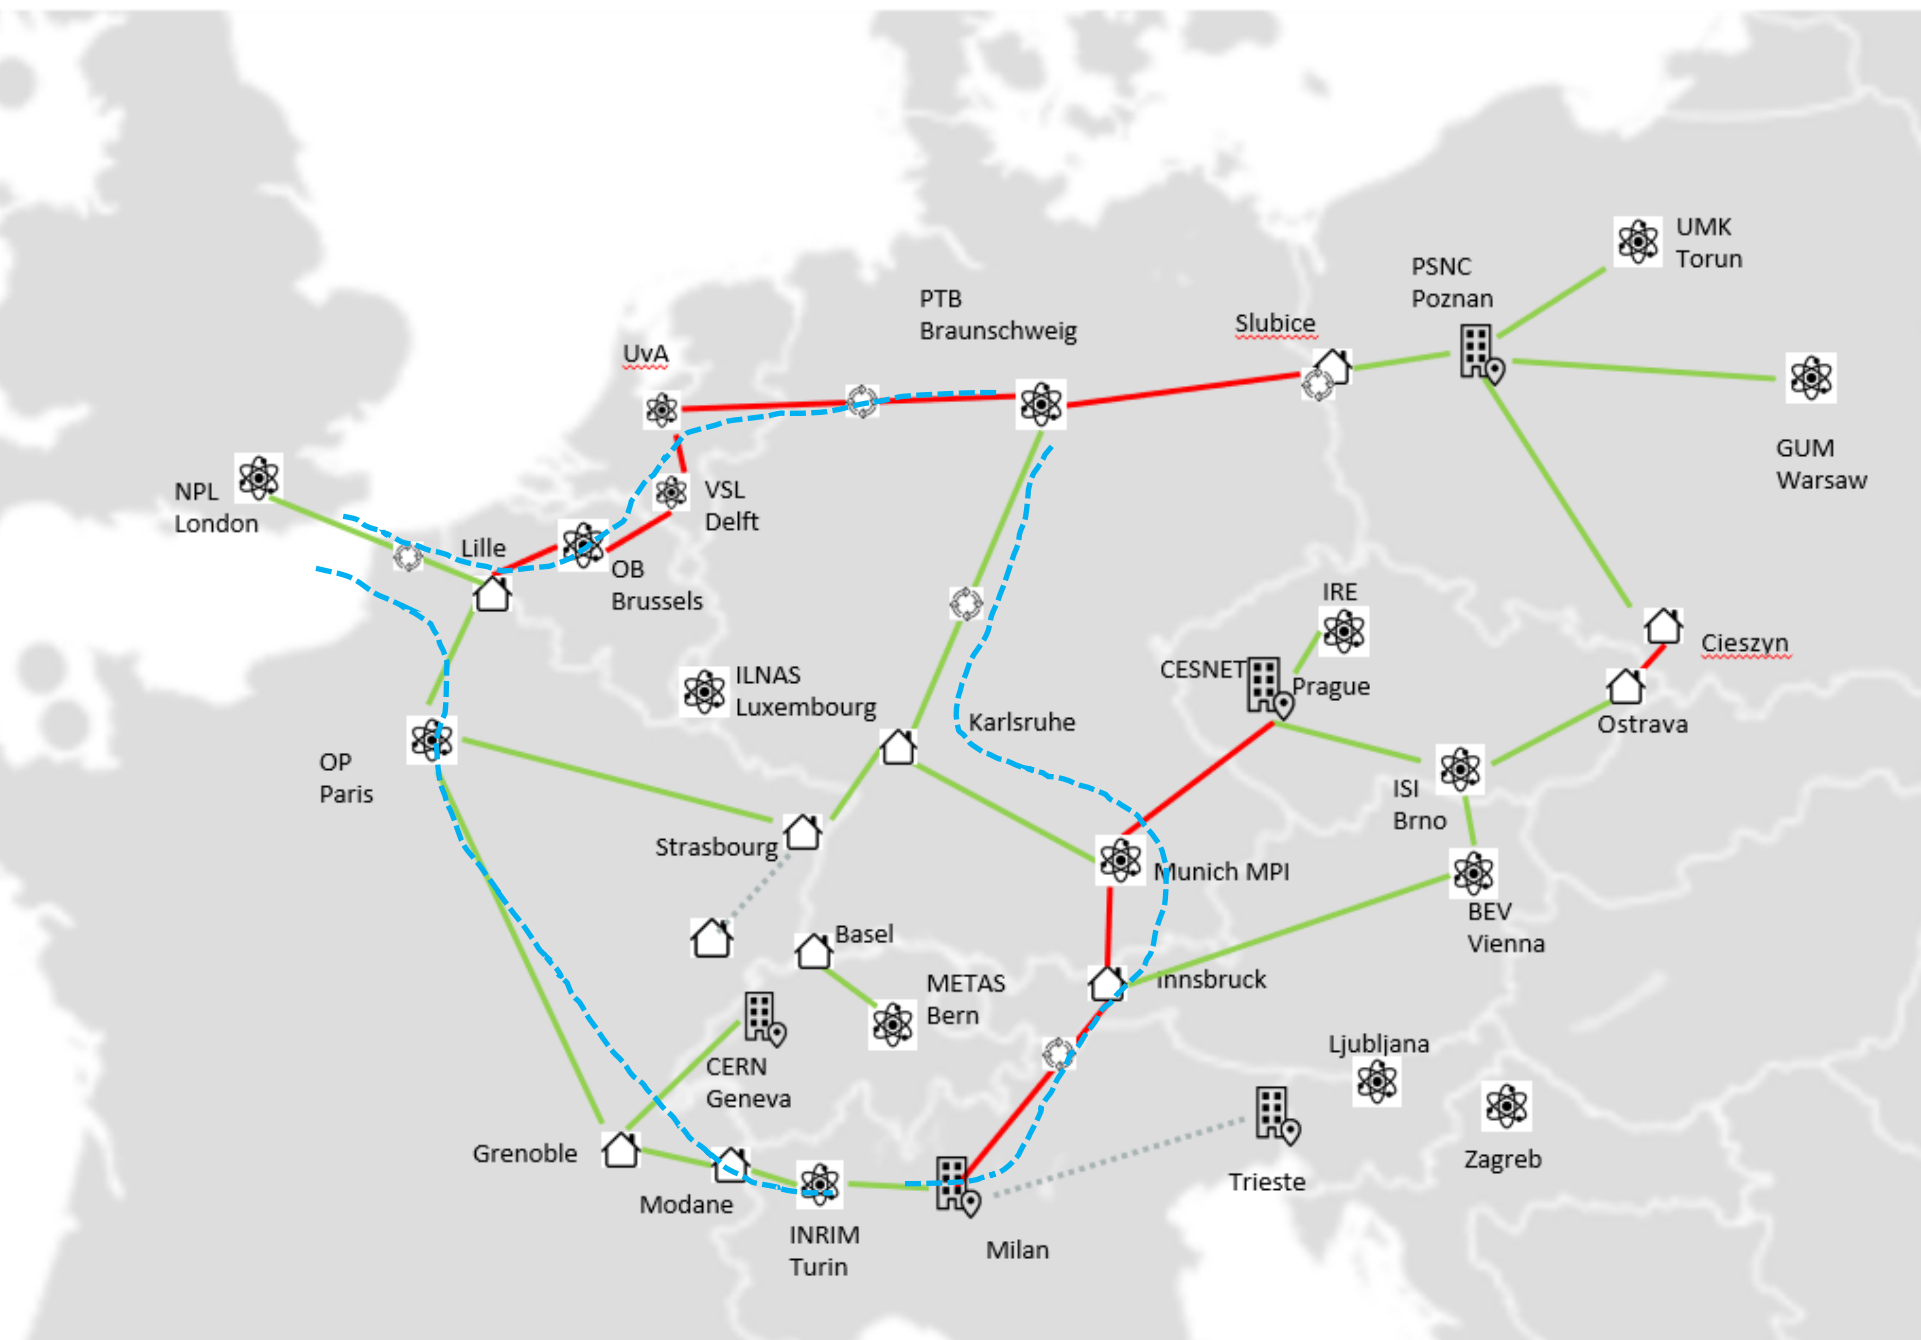 UMK
Torun
PSNC
Poznan
PTB
Braunschweig
Slubice
UvA
GUM
Warsaw
NPL
London
VSL
Delft
Lille
OB
Brussels
IRE
Cieszyn
CESNET
Prague
ILNAS
Luxembourg
Karlsruhe
Ostrava
OP
Paris
ISI
Brno
Strasbourg
Munich MPI
BEV
Vienna
Basel
Innsbruck
METAS
Bern
Ljubljana
CERN
Geneva
Grenoble
Zagreb
Trieste
Modane
INRIM
Turin
Milan